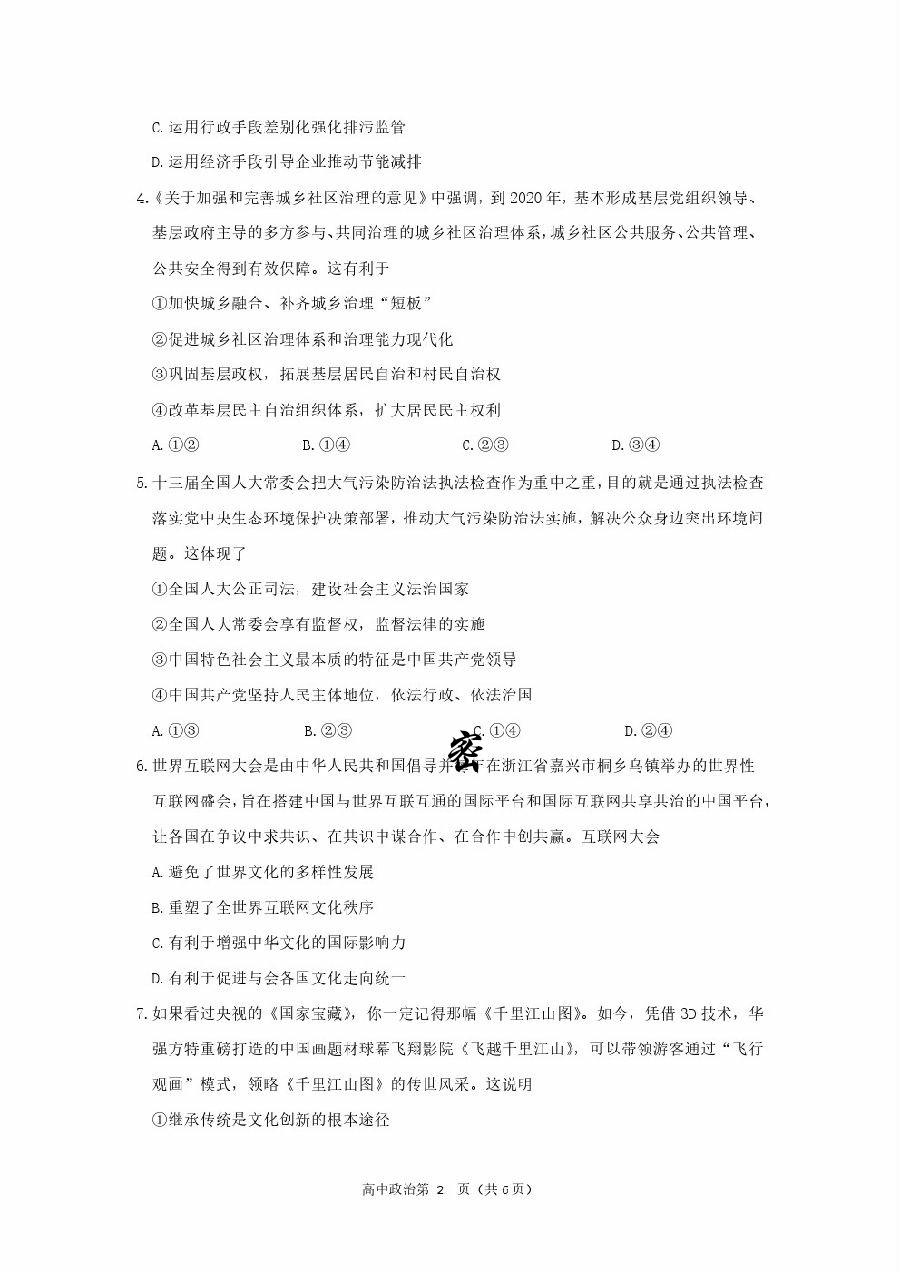 C. 运用行政手段差别化强化排污监管
D. 运用经济手段引导企业推动节能减排
4.《关于加强和完善城乡社区治理的意见》中强调，到 2020 年，基本形成基层党组织领导、
基层政府主导的多方参与、共同治理的城乡社区治理体系，城乡社区公共服务、公共管理、
公共安全得到有效保障。这有利于
①加快城乡融合、补齐城乡治理“短板”
②促进城乡社区治理体系和治理能力现代化
③巩固基层政权，拓展基层居民自治和村民自治权
④改革基层民主自治组织体系，扩大居民民主权利
A. ①② B. ①④ C. ②③ D. ③④
5. 十三届全国人大常委会把大气污染防治法执法检查作为重中之重，目的就是通过执法检查
落实党中央生态环境保护决策部署，推动大气污染防治法实施，解决公众身边突出环境问
题。这体现了
①全国人大公正司法，建设社会主义法治国家
②全国人大常委会享有监督权，监督法律的实施
③中国特色社会主义最本质的特征是中国共产党领导
④中国共产党坚持人民主体地位，依法行政、依法治国
A. ①③ B. ②③ C. ①④ D. ②④
密
6. 世界互联网大会是由中华人民共和国倡导并 在浙江省嘉兴市桐乡乌镇举办的世界性
互联网盛会，旨在搭建中国与世界互联互通的国际平台和国际互联网共享共治的中国平台，
让各国在争议中求共识、在共识中谋合作、在合作中创共赢。互联网大会
A. 避免了世界文化的多样性发展
B. 重塑了全世界互联网文化秩序
C. 有利于增强中华文化的国际影响力
D. 有利于促进与会各国文化走向统一
7. 如果看过央视的《国家宝藏》，你一定记得那幅《千里江山图》。如今，凭借 3D 技术，华
强方特重磅打造的中国画题材球幕飞翔影院《飞越千里江山》，可以带领游客通过“飞行
观画”模式，领略《千里江山图》的传世风采。这说明
①继承传统是文化创新的根本途径
高中政治第 2 页（共 6 页）